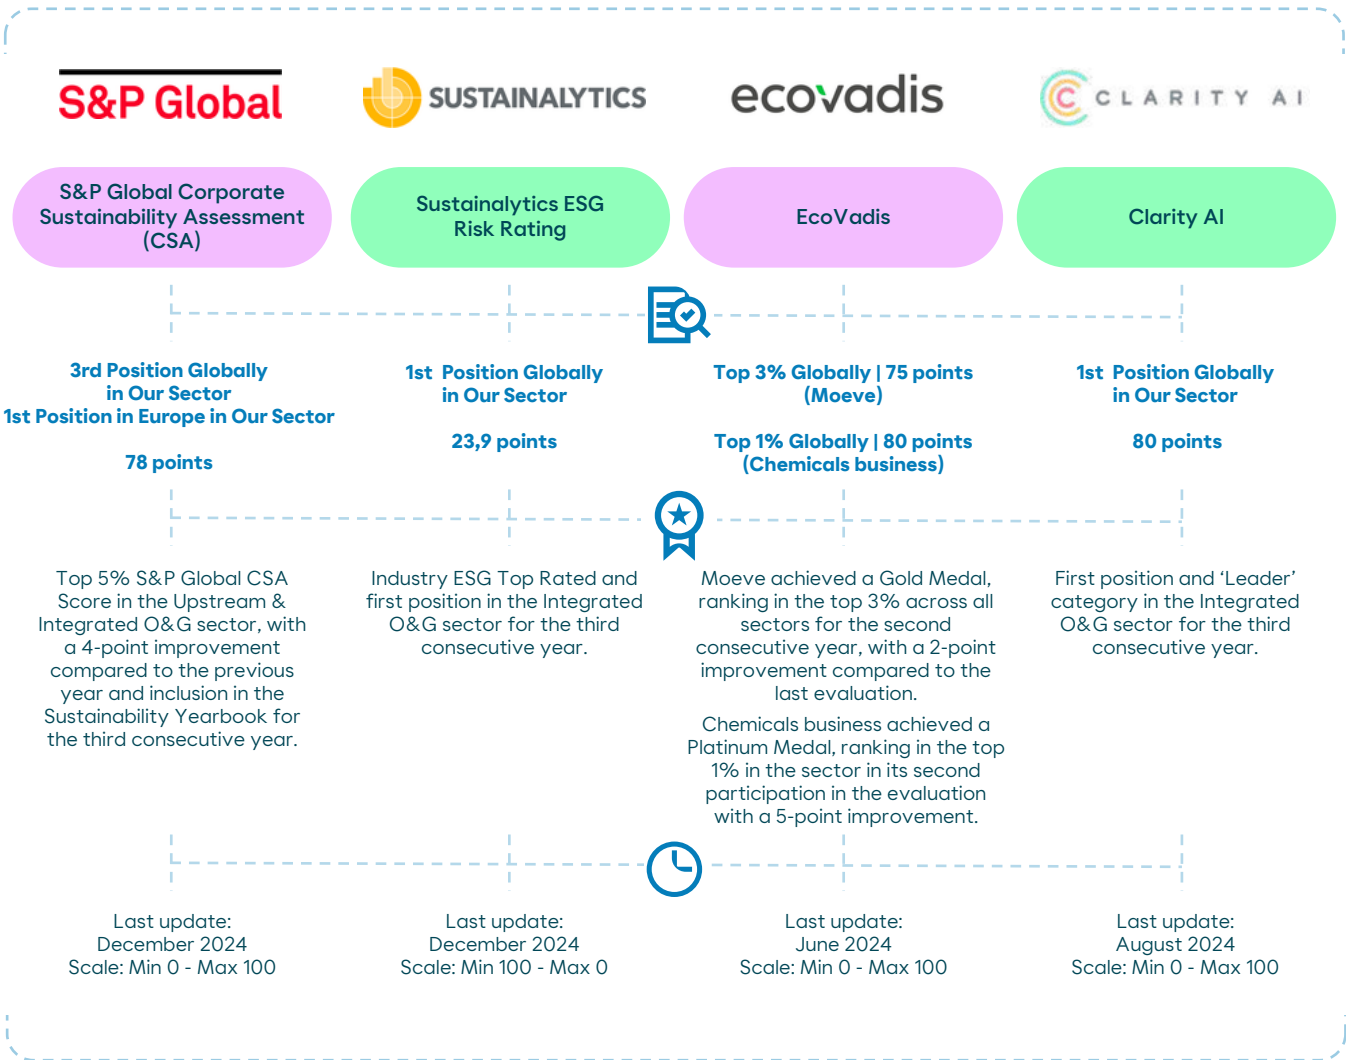 S&P Global
SUSTAINALYTICS
ecovadis
CLARITY AI
S&P Global Corporate
Sustainability Assessment
(CSA)
Sustainalytics ESG
Risk Rating
EcoVadis
Clarity AI
3rd Position Globally
in Our Sector
1st Position in Europe in Our Sector
78 points
1st Position Globally
in Our Sector
23,9 points
Top 3% Globally | 75 points
(Moeve)
Top 1% Globally | 80 points
(Chemicals business)
1st Position Globally
in Our Sector
80 points
Top 5% S&P Global CSA
Score in the Upstream &
Integrated O&G sector, with
a 4-point improvement
compared to the previous
year and inclusion in the
Sustainability Yearbook for
the third consecutive year.
Industry ESG Top Rated and
first position in the Integrated
O&G sector for the third
consecutive year.
Moeve achieved a Gold Medal,
ranking in the top 3% across all
sectors for the second
consecutive year, with a 2-point
improvement compared to the
last evaluation.
Chemicals business achieved a
Platinum Medal, ranking in the top
1% in the sector in its second
participation in the evaluation
with a 5-point improvement.
First position and ‘Leader’
category in the Integrated
O&G sector for the third
consecutive year.
Last update:
December 2024
Scale: Min 0 - Max 100
Last update:
December 2024
Scale: Min 100 - Max 0
Last update:
June 2024
Scale: Min 0 - Max 100
Last update:
August 2024
Scale: Min 0 - Max 100